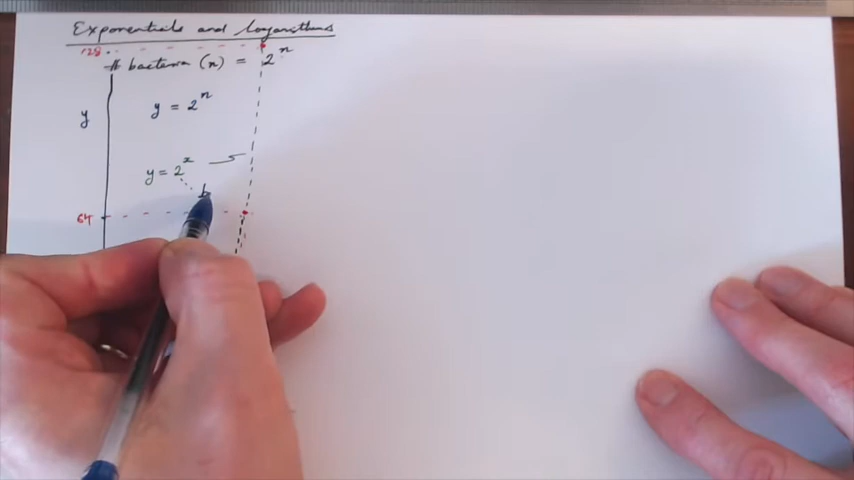 Exponentials and Logarithms
128
# bacteria (n) = 2^n
y
y = 2^n
y = 2^x
b
64